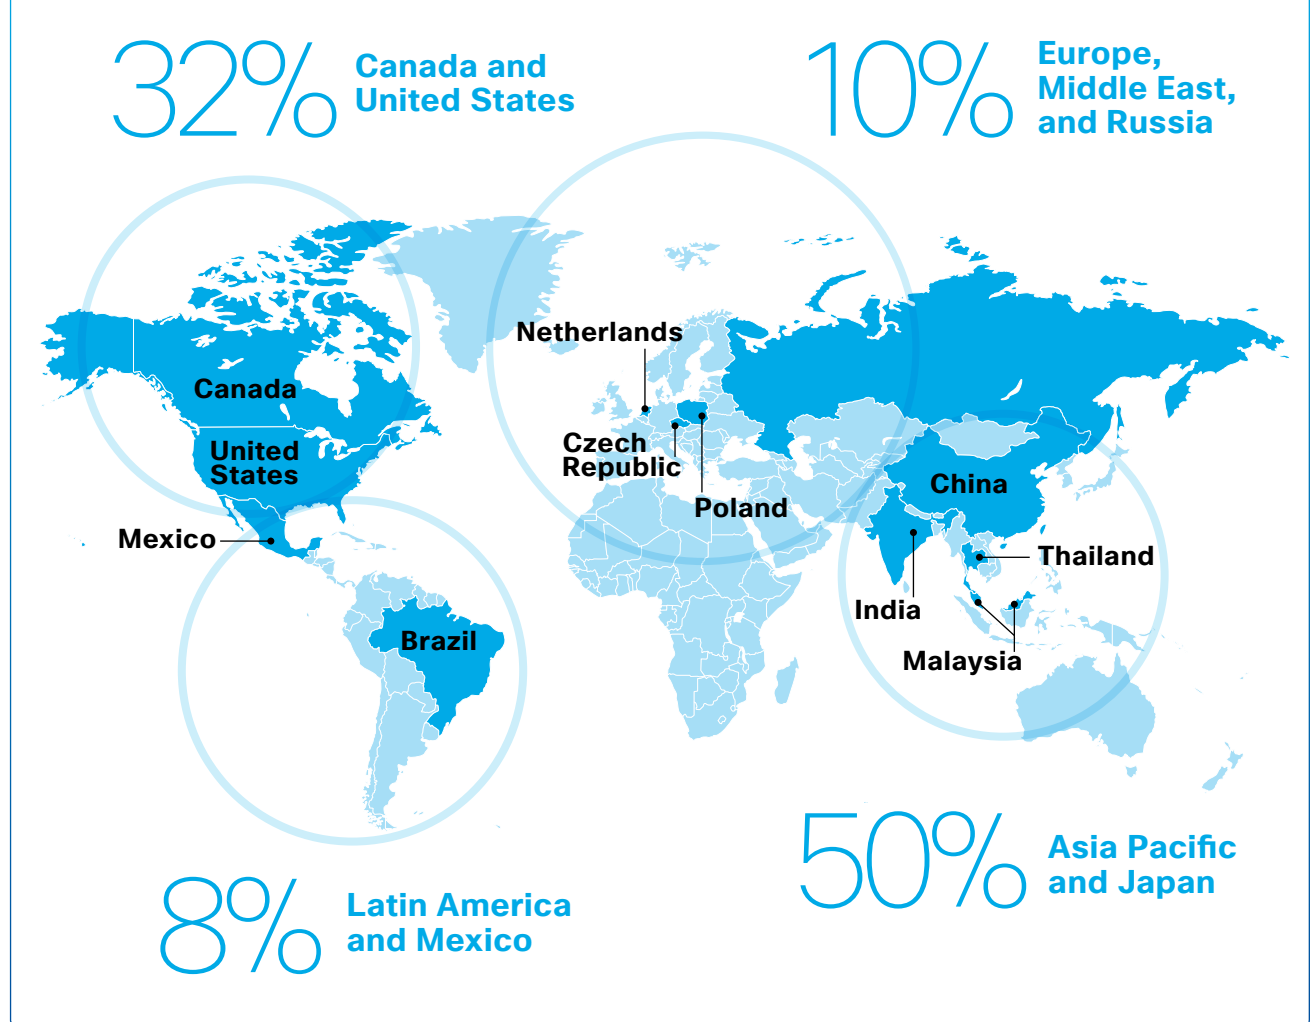 32%
Canada and
United States
10%
Europe,
Middle East,
and Russia
Netherlands
Canada
Czech
Republic
United
States
China
Poland
Mexico
Thailand
India
Brazil
Malaysia
50%
Asia Pacific
and Japan
8%
Latin America
and Mexico